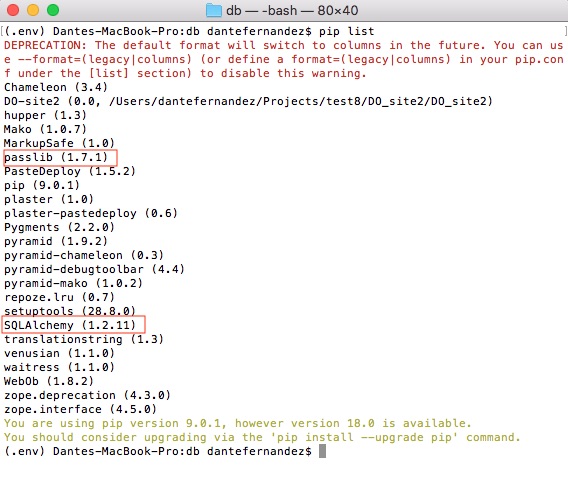 db — -bash — 80×40
(.env) Dantes-MacBook-Pro:db dantefernandez$ pip list
DEPRECATION: The default format will switch to columns in the future. You can us
e --format=(legacy|columns) (or define a format=(legacy|columns) in your pip.con
f under the [list] section) to disable this warning.
Chameleon (3.4)
DO-site2 (0.0, /Users/dantefernandez/Projects/test8/DO_site2/DO_site2)
hupper (1.3)
Mako (1.0.7)
MarkupSafe (1.0)
passlib (1.7.1)
PasteDeploy (1.5.2)
pip (9.0.1)
plaster (1.0)
plaster-pastedeploy (0.6)
Pygments (2.2.0)
pyramid (1.9.2)
pyramid-chameleon (0.3)
pyramid-debugtoolbar (4.4)
pyramid-mako (1.0.2)
repoze.lru (0.7)
setuptools (28.8.0)
SQLAlchemy (1.2.11)
translationstring (1.3)
venusian (1.1.0)
waitress (1.1.0)
WebOb (1.8.2)
zope.deprecation (4.3.0)
zope.interface (4.5.0)
You are using pip version 9.0.1, however version 18.0 is available.
You should consider upgrading via the 'pip install --upgrade pip' command.
(.env) Dantes-MacBook-Pro:db dantefernandez$